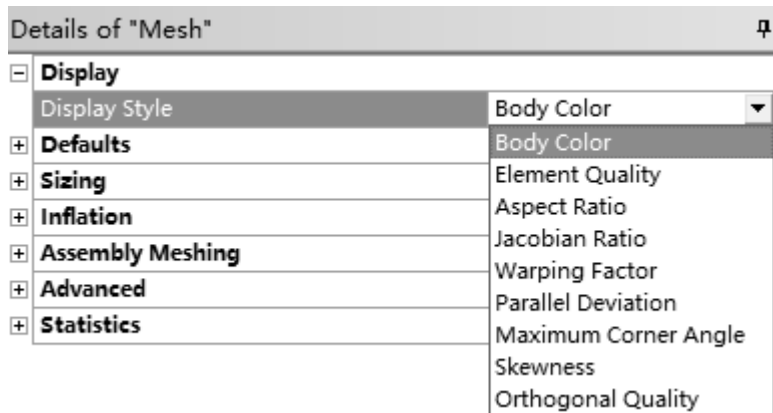 Details of "Mesh"
Display
Display Style Body Color
Body Color
Defaults
Element Quality
Sizing
Aspect Ratio
Inflation
Jacobian Ratio
Assembly Meshing
Warping Factor
Advanced
Parallel Deviation
Statistics
Maximum Corner Angle
Skewness
Orthogonal Quality